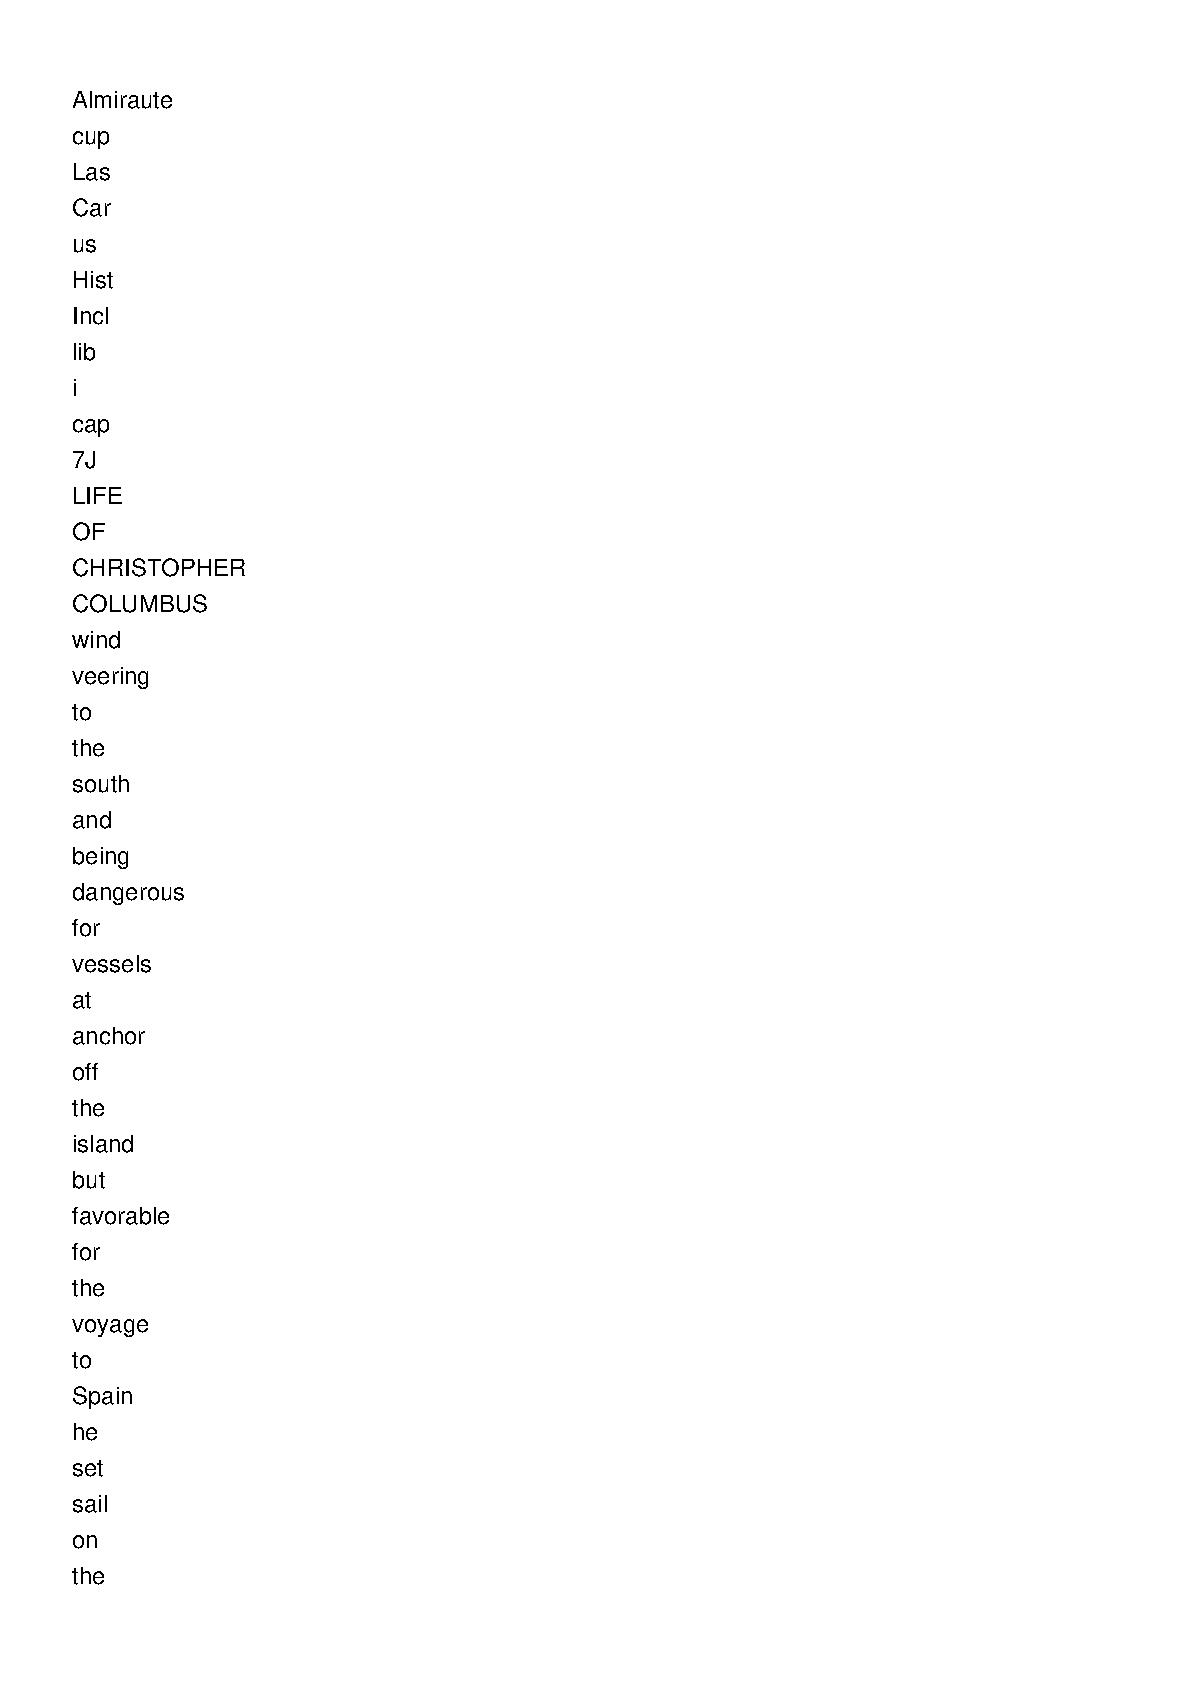 Almiraute
cup
Las
Car
us
Hist
Incl
lib
i
cap
7J
LIFE
OF
CHRISTOPHER
COLUMBUS
wind
veering
to
the
south
and
being
dangerous
for
vessels
at
anchor
off
the
island
but
favorable
for
the
voyage
to
Spain
he
set
sail
on
the